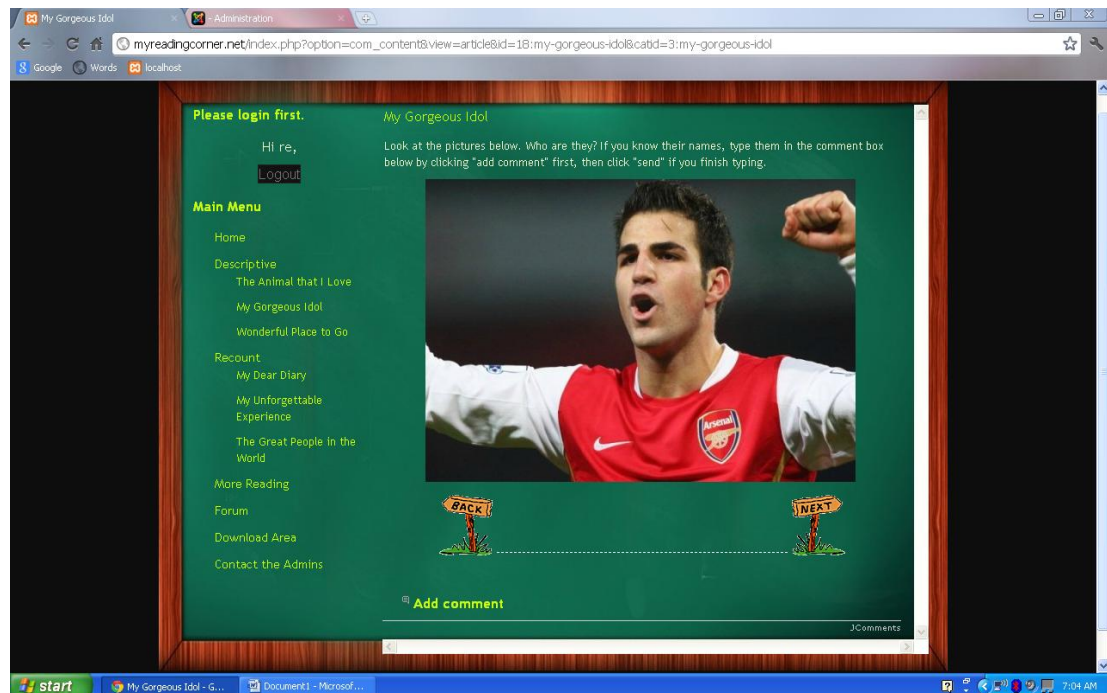 My Gorgeous Idol
- Administration
myreadingcorner.net/index.php?option=com_content&view=article&id=18:my-gorgeous-idol&catid=3:my-gorgeous-idol
Google
Words
localhost
Please login first.
Hi re,
Logout
Main Menu
Home
Descriptive
The Animal that I Love
My Gorgeous Idol
Wonderful Place to Go
Recount
My Dear Diary
My Unforgettable
Experience
The Great People in the
World
More Reading
Forum
Download Area
Contact the Admins
My Gorgeous Idol
Look at the pictures below. Who are they? If you know their names, type them in the comment box
below by clicking "add comment" first, then click "send" if you finish typing.
Arsenal
BACK
NEXT
Add comment
JComments
start
My Gorgeous Idol - G...
Document1 - Microsof...
7:04 AM